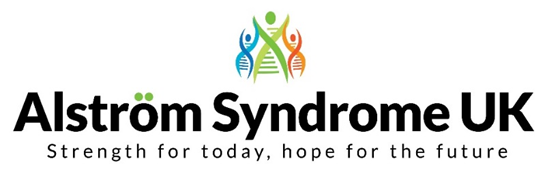 Alström Syndrome UK
Strength for today, hope for the future